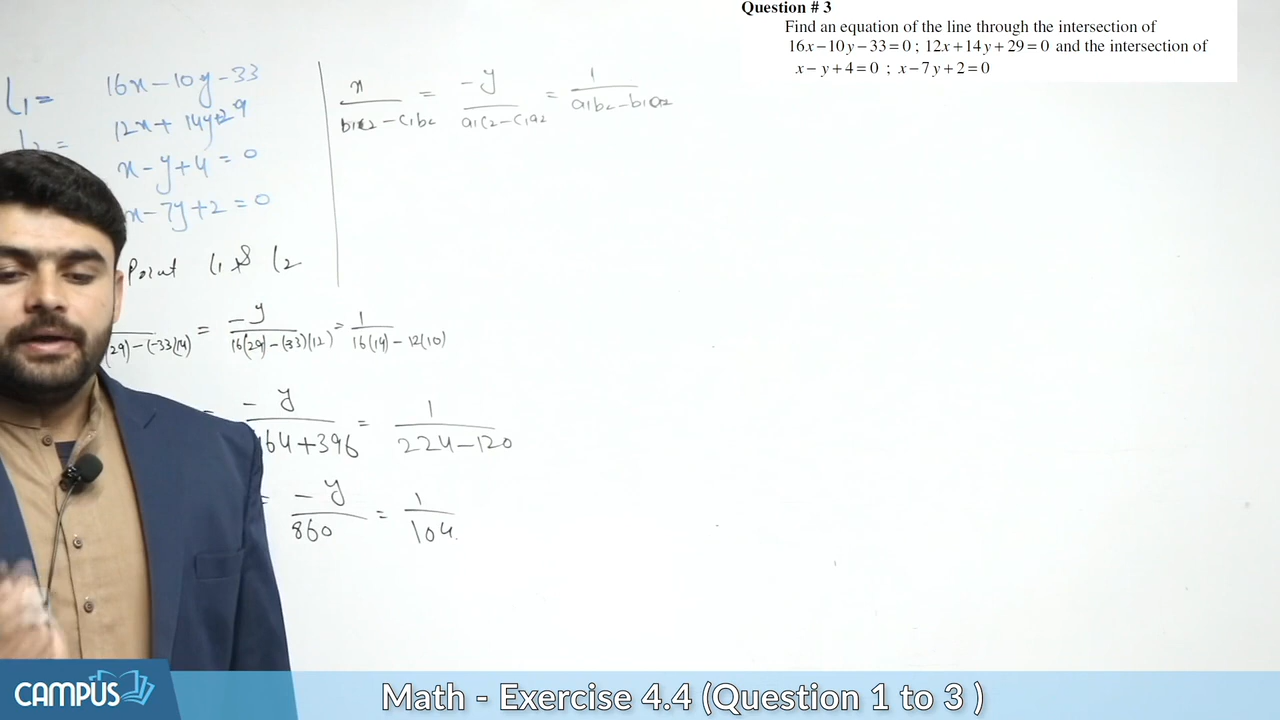 Question # 3
Find an equation of the line through the intersection of
16x−10y−33=0 ; 12x+14y+29=0 and the intersection of
x−y+4=0 ; x−7y+2=0
l₁ = 16x−10y−33
12x+14y+29
x−y+4=0
x−7y+2=0
x/(b₁c₂−c₁b₂) = −y/(a₁c₂−c₁a₂) = 1/(a₁b₂−b₁a₂)
Point l₁ & l₂
(29)−(−33)(14) = −y/(16(29)−(33)(12)) = 1/(16(14)−12(10))
= −y/(464+396) = 1/(224−120)
= −y/860 = 1/104
CAMPUS
Math - Exercise 4.4 (Question 1 to 3 )